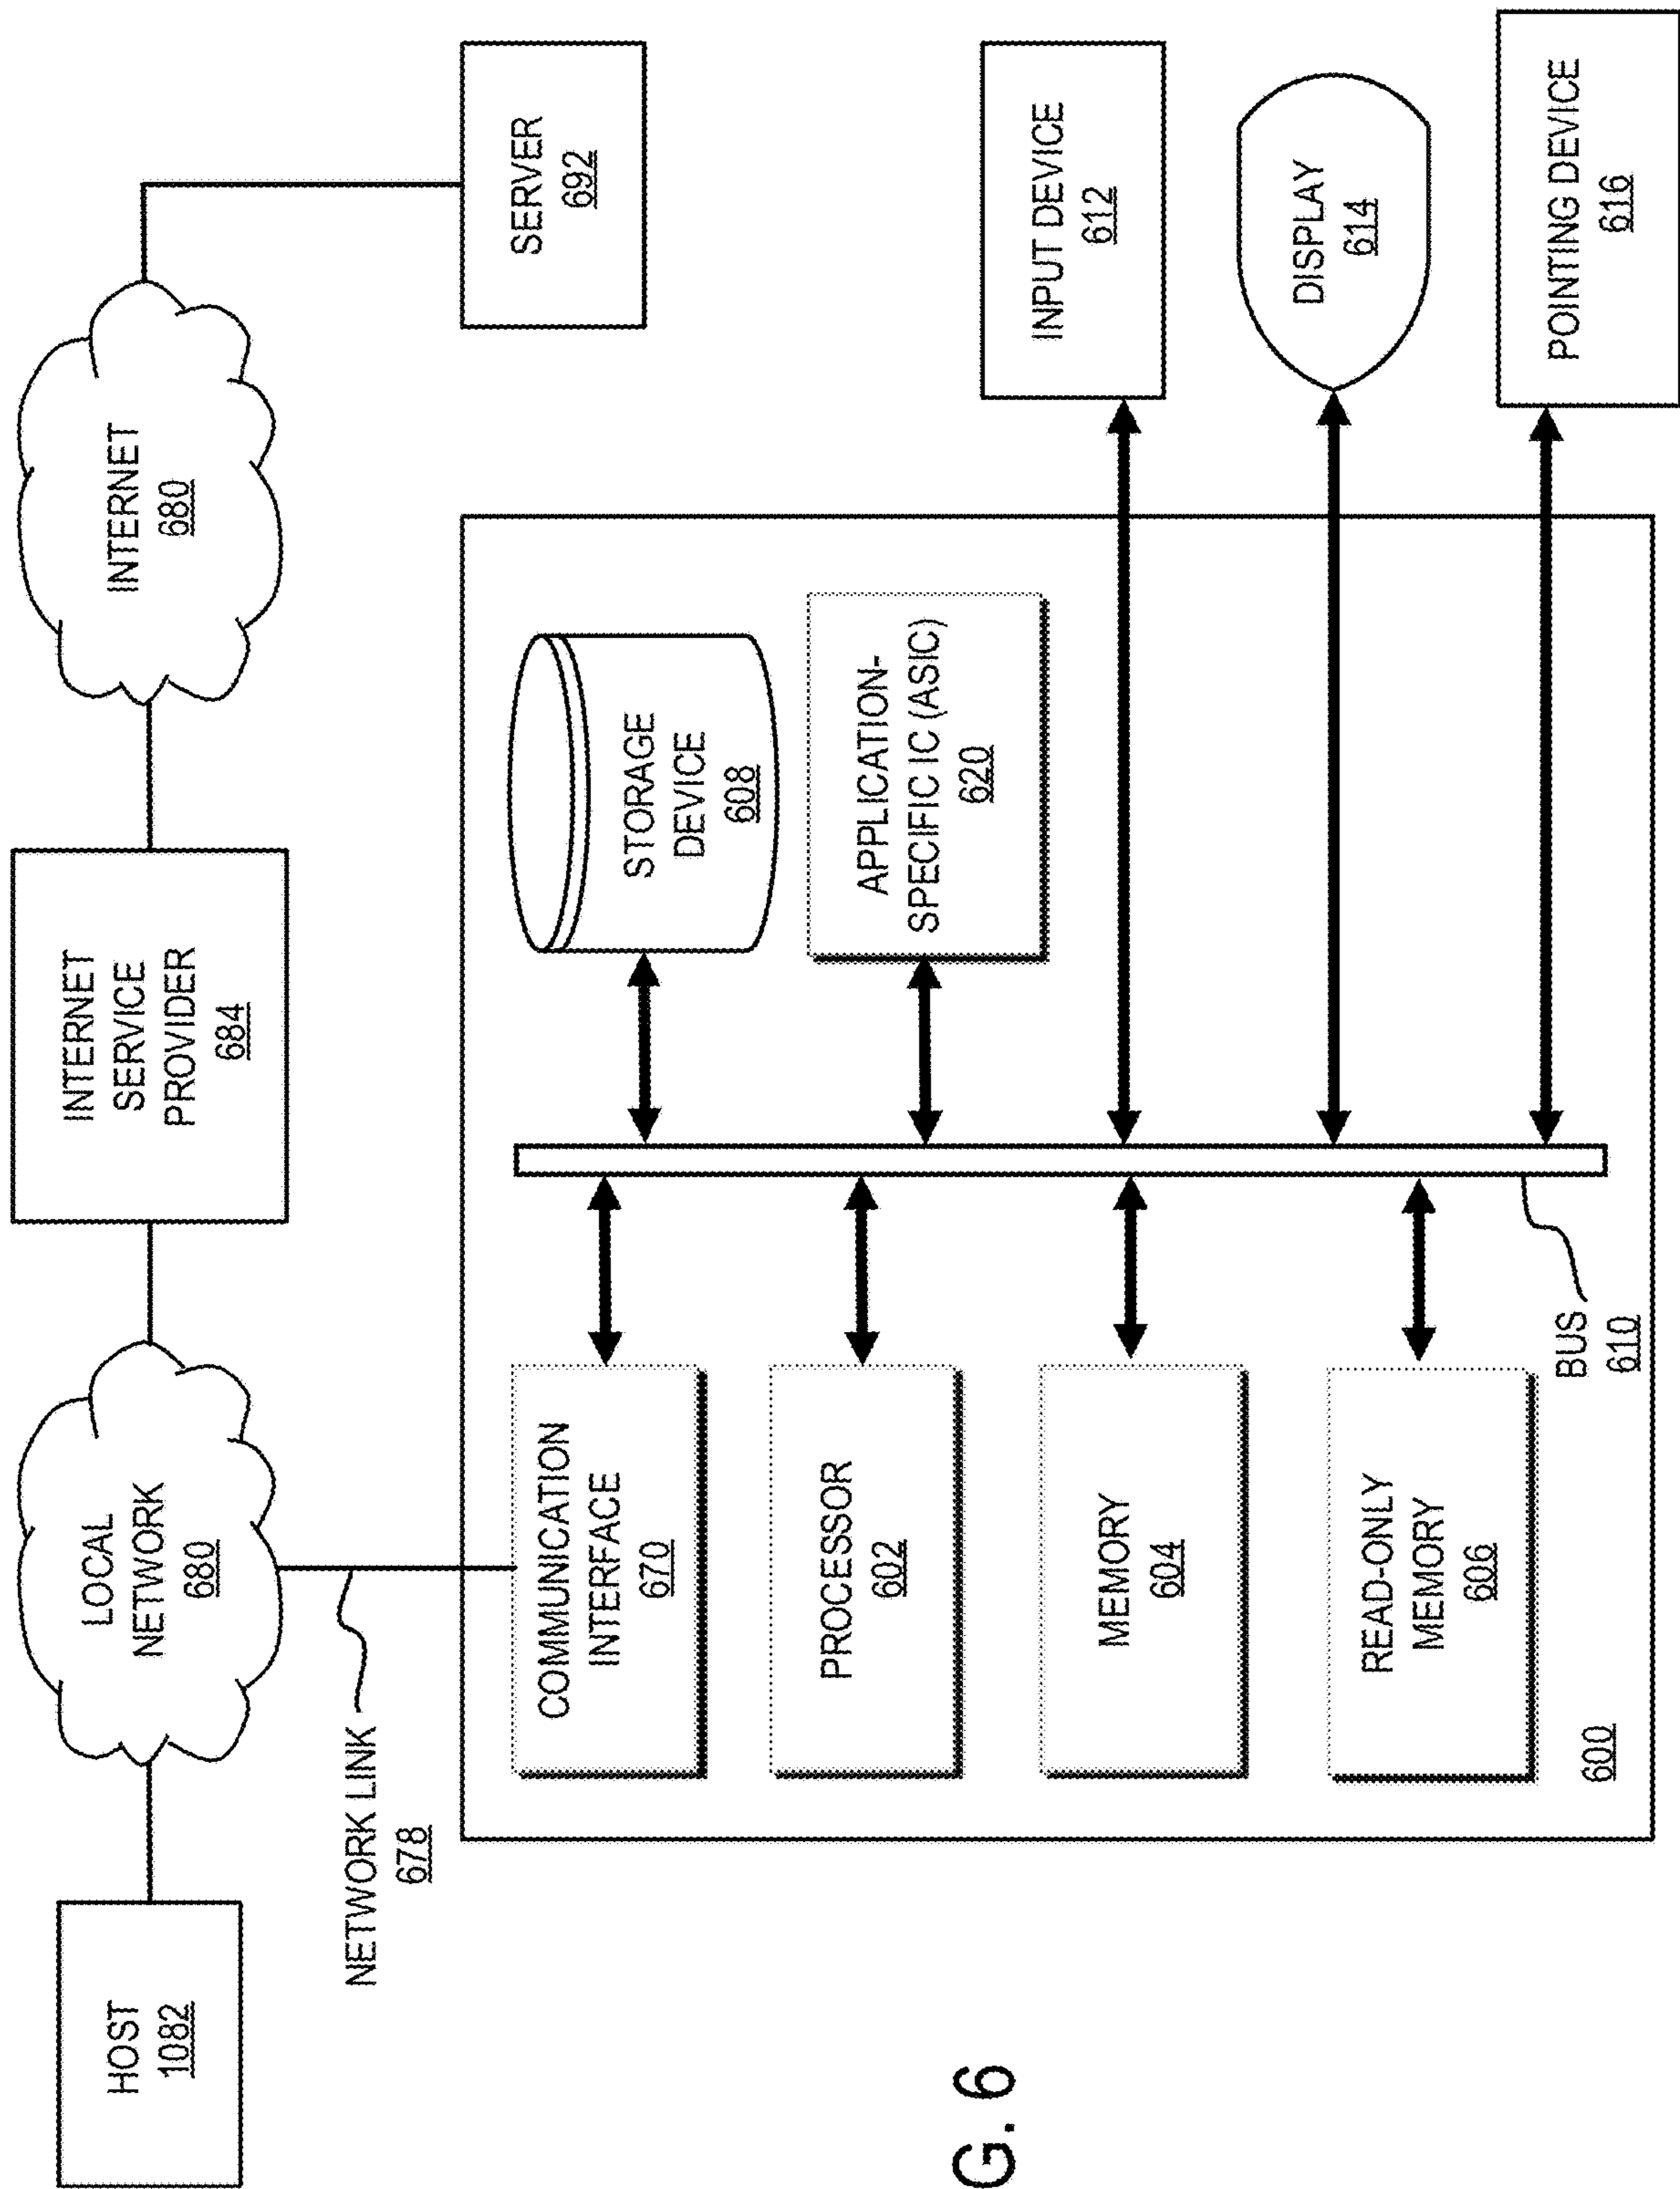 HOST
1082
LOCAL
NETWORK
680
INTERNET
SERVICE
PROVIDER
684
INTERNET
680
NETWORK LINK
678
SERVER
692
COMMUNICATION
INTERFACE
670
STORAGE
DEVICE
608
PROCESSOR
602
APPLICATION-
SPECIFIC IC (ASIC)
620
MEMORY
604
INPUT DEVICE
612
READ-ONLY
MEMORY
606
DISPLAY
614
BUS
610
POINTING DEVICE
616
600
G. 6